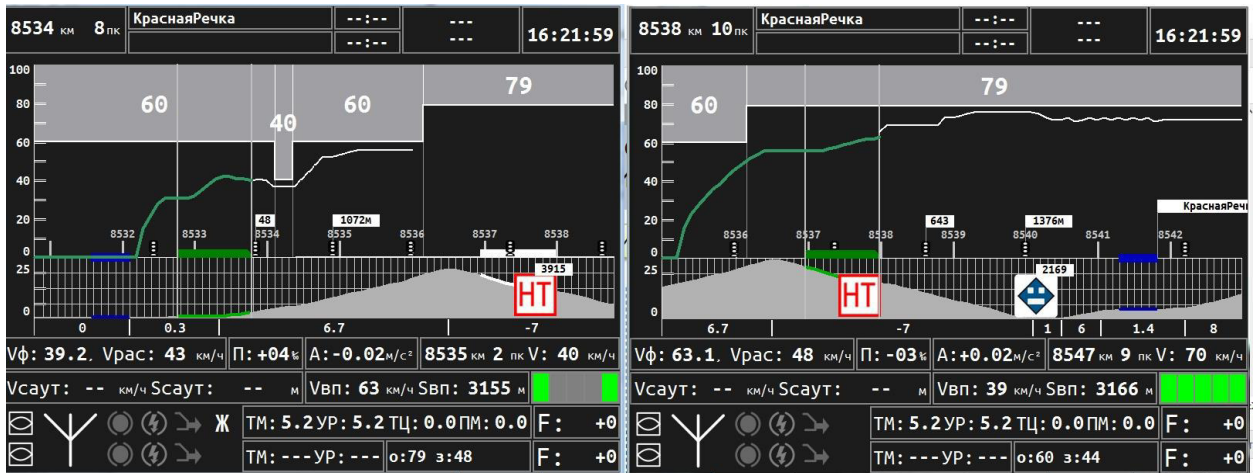 8534 км 8пк КраснаяРечка --:-- --- 16:21:59
--:-- ---
100
80
60
40
20
0
25
0
60 40 60 79
48 1072м
8532 8533 8534 8535 8536 8537 8538
3915
НТ
0 0.3 6.7 -7
Vф: 39.2, Vрас: 43 км/ч П: +04‰ А:-0.02м/с² 8535 км 2 пк V: 40 км/ч
Vсаут: -- км/ч Sсаут: -- м Vвп: 63 км/ч Sвп: 3155 м
Ж ТМ: 5.2 УР: 5.2 ТЦ: 0.0 ПМ: 0.0 F: +0
ТМ: --- УР: --- о:79 з:48 F: +0
8538 км 10пк КраснаяРечка --:-- --- 16:21:59
--:-- ---
100
80
60
40
20
0
25
0
60 79
КраснаяРечк
643 1376м
8536 8537 8538 8539 8540 8541 8542
2169
НТ
6.7 -7 1 6 1.4 8
Vф: 63.1, Vрас: 48 км/ч П: -03‰ А:+0.02м/с² 8547 км 9 пк V: 70 км/ч
Vсаут: -- км/ч Sсаут: -- м Vвп: 39 км/ч Sвп: 3166 м
ТМ: 5.2 УР: 5.2 ТЦ: 0.0 ПМ: 0.0 F: +0
ТМ: --- УР: --- о:60 з:44 F: +0